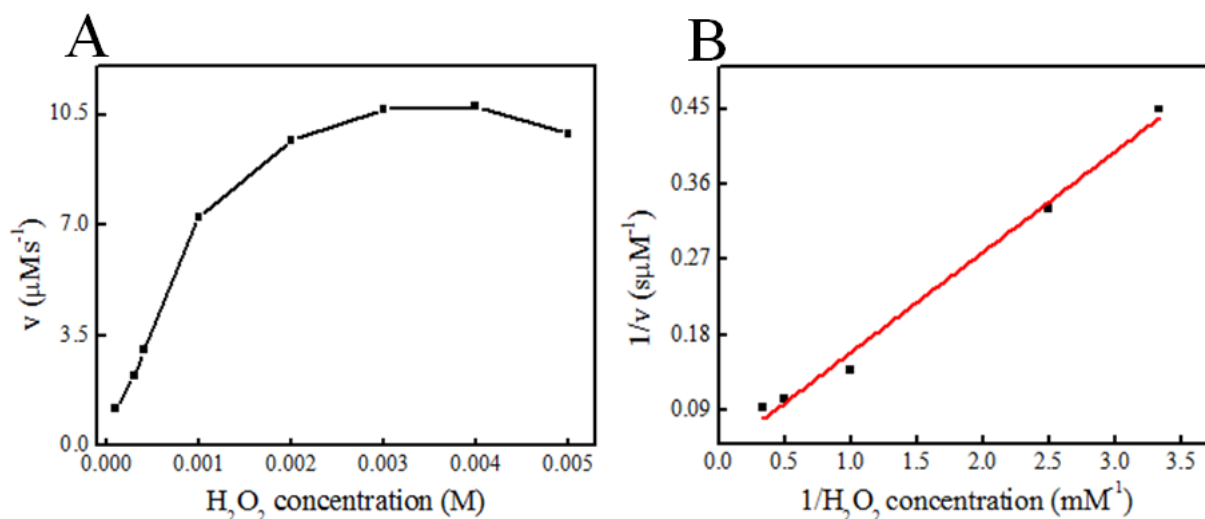 A
10.5
7.0
3.5
0.0
v (μMs⁻¹)
0.000 0.001 0.002 0.003 0.004 0.005
H₂O₂ concentration (M)
B
0.45
0.36
0.27
0.18
0.09
1/v (sμM⁻¹)
0.0 0.5 1.0 1.5 2.0 2.5 3.0 3.5
1/H₂O₂ concentration (mM⁻¹)